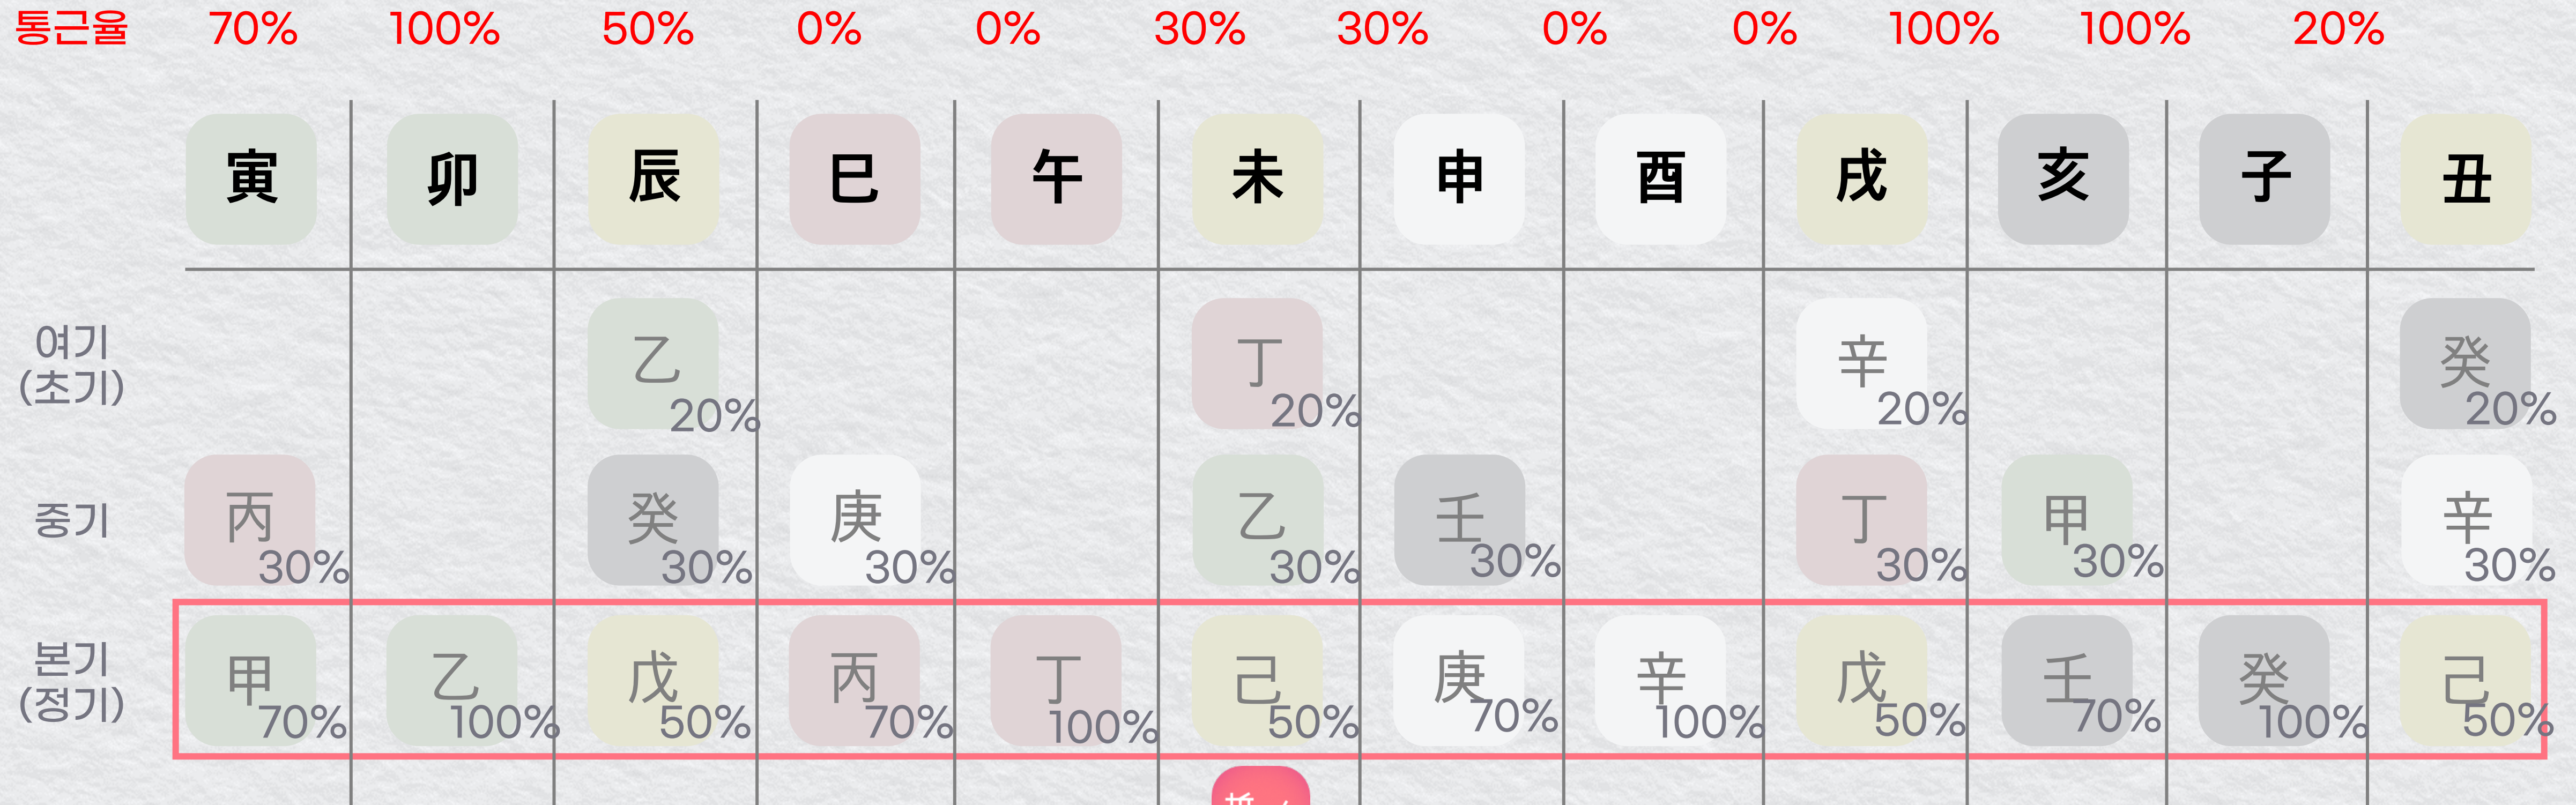 통근율 70% 100% 50% 0% 0% 30% 30% 0% 0% 100% 100% 20%
寅 卯 辰 巳 午 未 申 酉 戌 亥 子 丑
여기
(초기)
乙 丁 辛 癸
20% 20% 20% 20%
중기
丙 癸 庚 乙 壬 丁 甲 辛
30% 30% 30% 30% 30% 30% 30% 30%
본기
(정기)
甲 乙 戊 丙 丁 己 庚 辛 戊 壬 癸 己
70% 100% 50% 70% 100% 50% 70% 100% 50% 70% 100% 50%